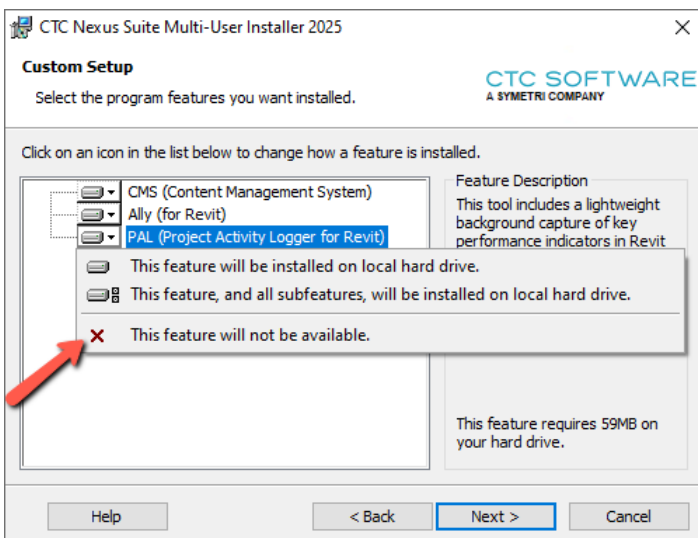 CTC Nexus Suite Multi-User Installer 2025
Custom Setup
Select the program features you want installed.
CTC SOFTWARE
A SYMETRI COMPANY
Click on an icon in the list below to change how a feature is installed.
CMS (Content Management System)
Ally (for Revit)
PAL (Project Activity Logger for Revit)
Feature Description
This tool includes a lightweight
background capture of key
performance indicators in Revit
This feature will be installed on local hard drive.
This feature, and all subfeatures, will be installed on local hard drive.
This feature will not be available.
This feature requires 59MB on
your hard drive.
Help
< Back
Next >
Cancel